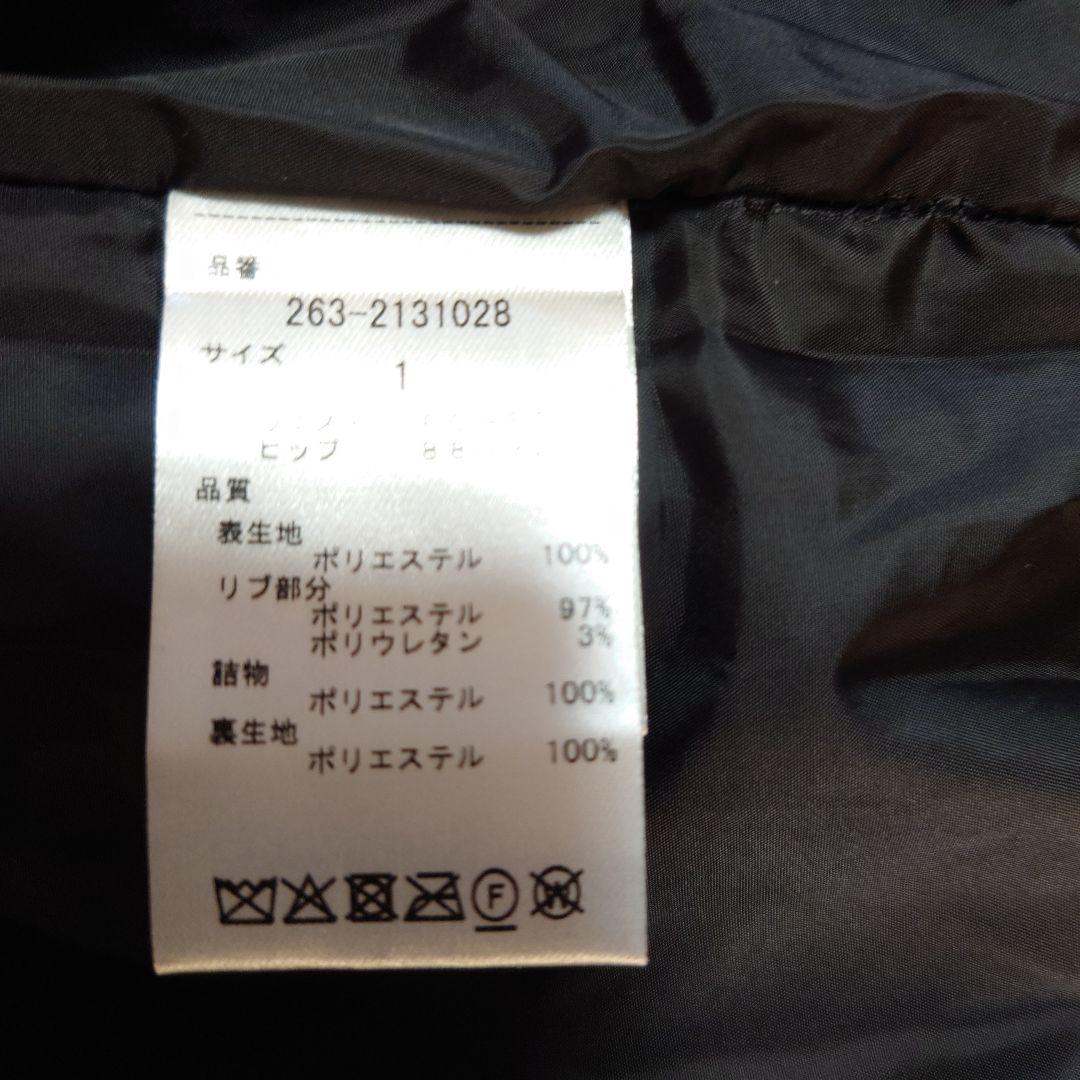 品番
263-2131028
サイズ
1
ヒップ 88
品質
表生地
ポリエステル 100%
リブ部分
ポリエステル 97%
ポリウレタン 3%
詰物
ポリエステル 100%
裏生地
ポリエステル 100%
F W